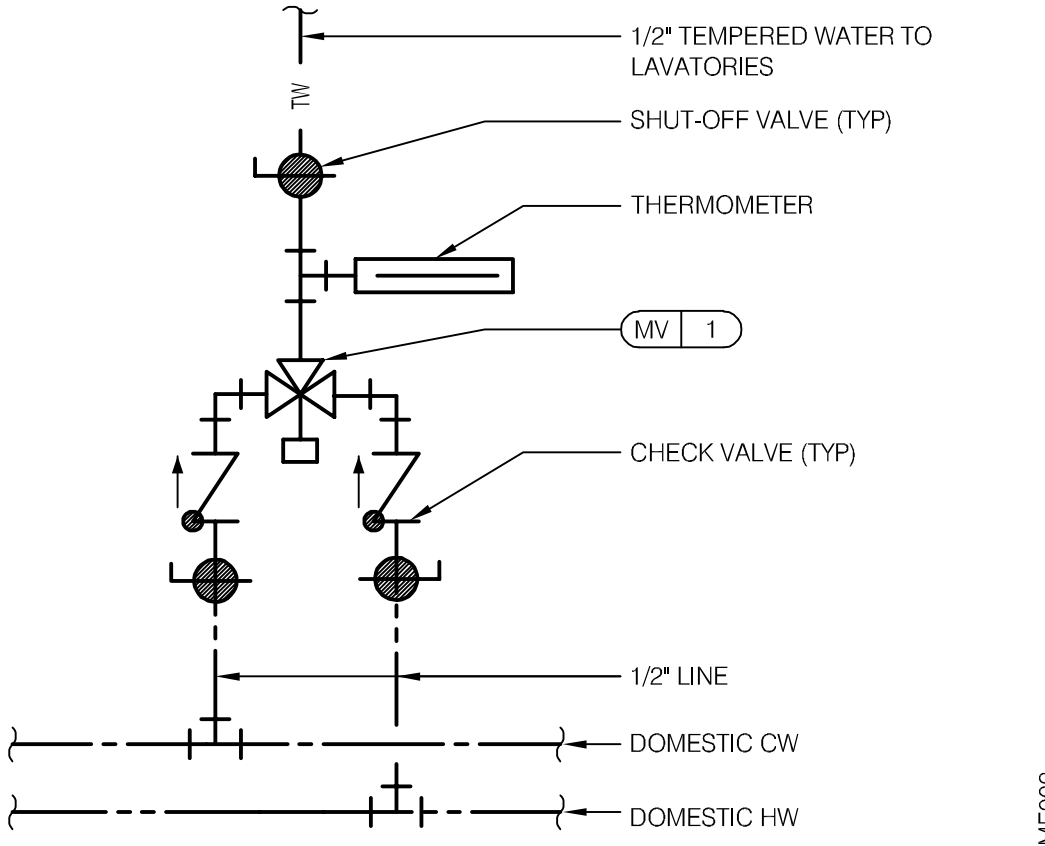 1/2" TEMPERED WATER TO
LAVATORIES
TW
SHUT-OFF VALVE (TYP)
THERMOMETER
MV 1
CHECK VALVE (TYP)
1/2" LINE
DOMESTIC CW
DOMESTIC HW